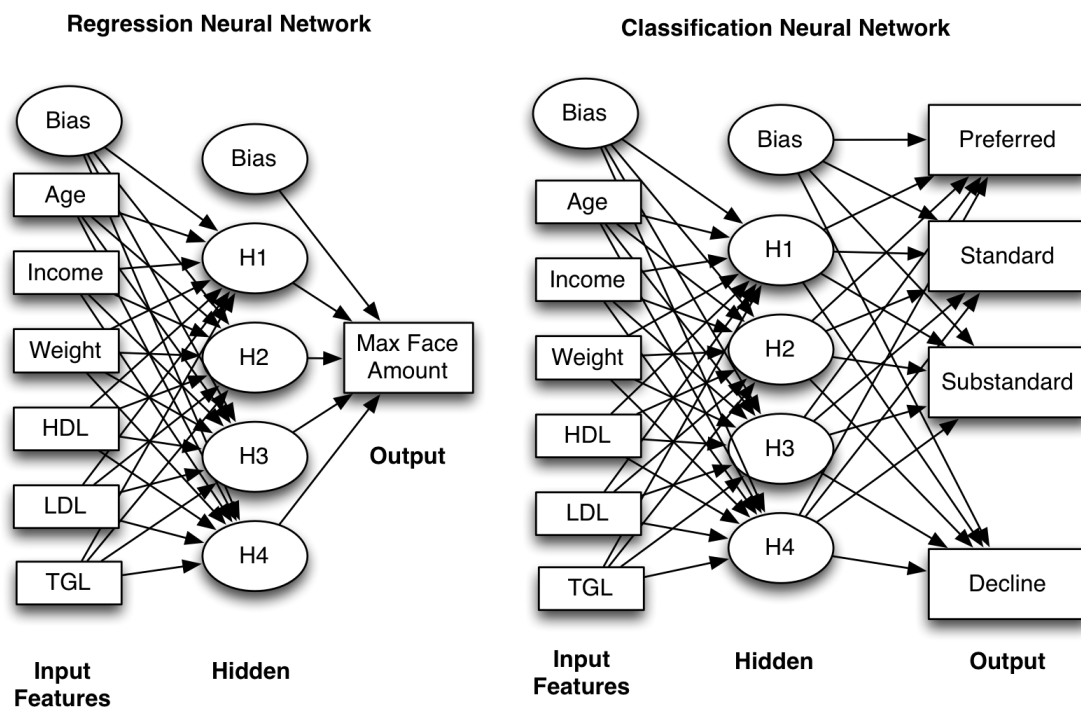 Regression Neural Network
Bias
Age
Income
Weight
HDL
LDL
TGL
Input
Features
Bias
H1
H2
H3
H4
Hidden
Max Face
Amount
Output
Classification Neural Network
Bias
Age
Income
Weight
HDL
LDL
TGL
Input
Features
Bias
H1
H2
H3
H4
Hidden
Preferred
Standard
Substandard
Decline
Output